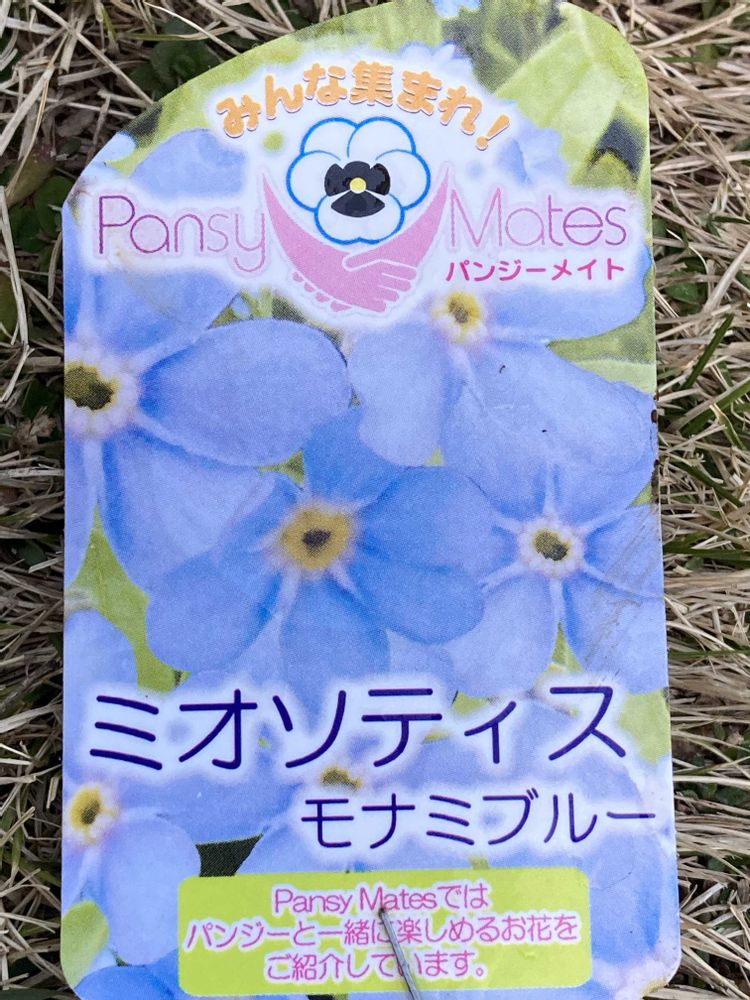 みんな集まれ!
Pansy Mates
パンジーメイト
ミオソティス
モナミブルー
Pansy Matesでは
パンジーと一緒に楽しめるお花を
ご紹介しています。